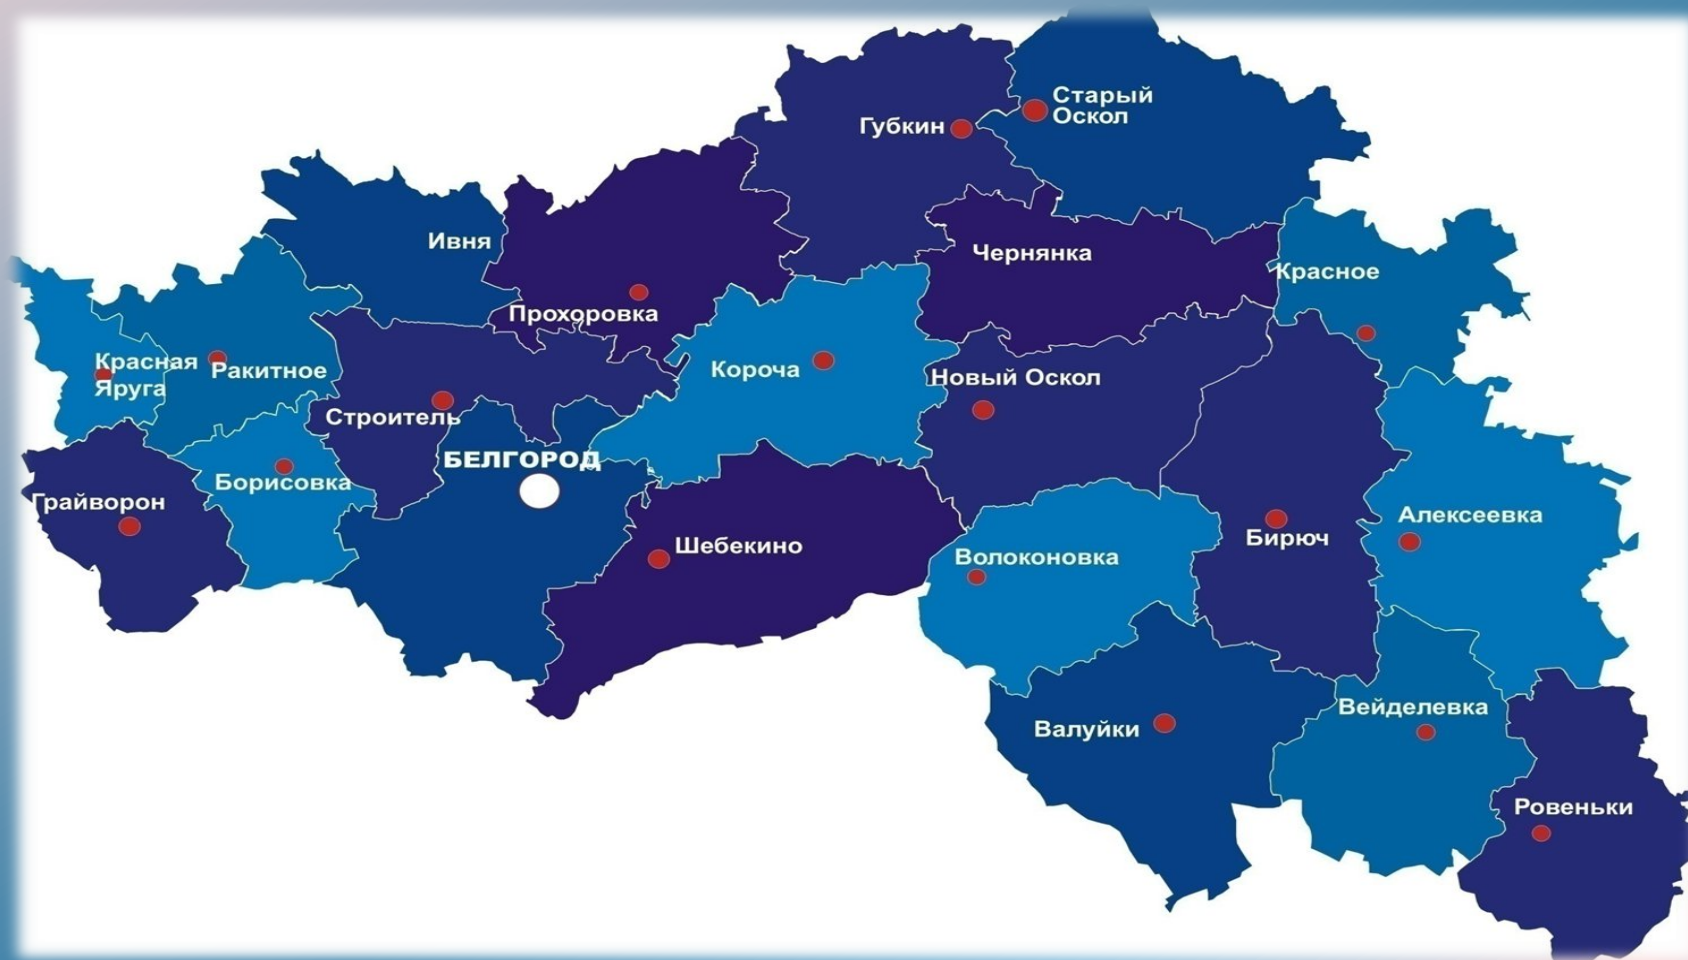 Старый
Оскол
Губкин
Ивня
Чернянка
Красное
Прохоровка
Красная
Яруга
Ракитное
Короча
Новый Оскол
Строитель
БЕЛГОРОД
Борисовка
Грайворон
Алексеевка
Бирюч
Шебекино
Волоконовка
Вейделевка
Валуйки
Ровеньки